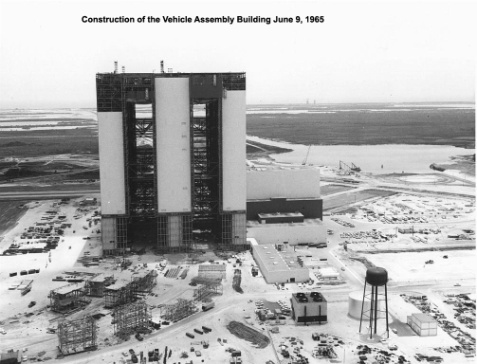 Construction of the Vehicle Assembly Building June 9, 1965